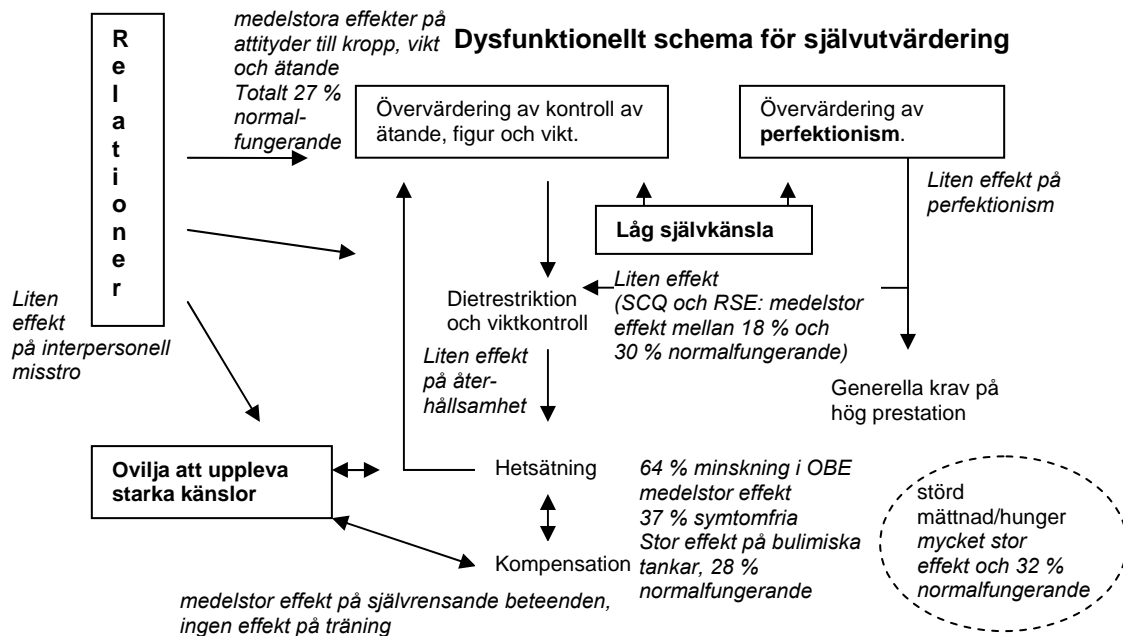 R
e
l
a
t
i
o
n
e
r
medelstora effekter på
attityder till kropp, vikt
och ätande
Totalt 27 %
normal-
fungerande
Dysfunktionellt schema för självutvärdering
Övervärdering av kontroll av
ätande, figur och vikt.
Övervärdering av
perfektionism.
Liten effekt på
perfektionism
Låg självkänsla
Liten
effekt
på interpersonell
misstro
Dietrestriktion
och viktkontroll
Liten effekt
(SCQ och RSE: medelstor
effekt mellan 18 % och
30 % normalfungerande)
Liten effekt
på åter-
hållsamhet
Generella krav på
hög prestation
Ovilja att uppleva
starka känslor
Hetsätning
64 % minskning i OBE
medelstor effekt
37 % symtomfria
Stor effekt på bulimiska
tankar, 28 %
normalfungerande
störd
mättnad/hunger
mycket stor
effekt och 32 %
normalfungerande
Kompensation
medelstor effekt på självrensande beteenden,
ingen effekt på träning